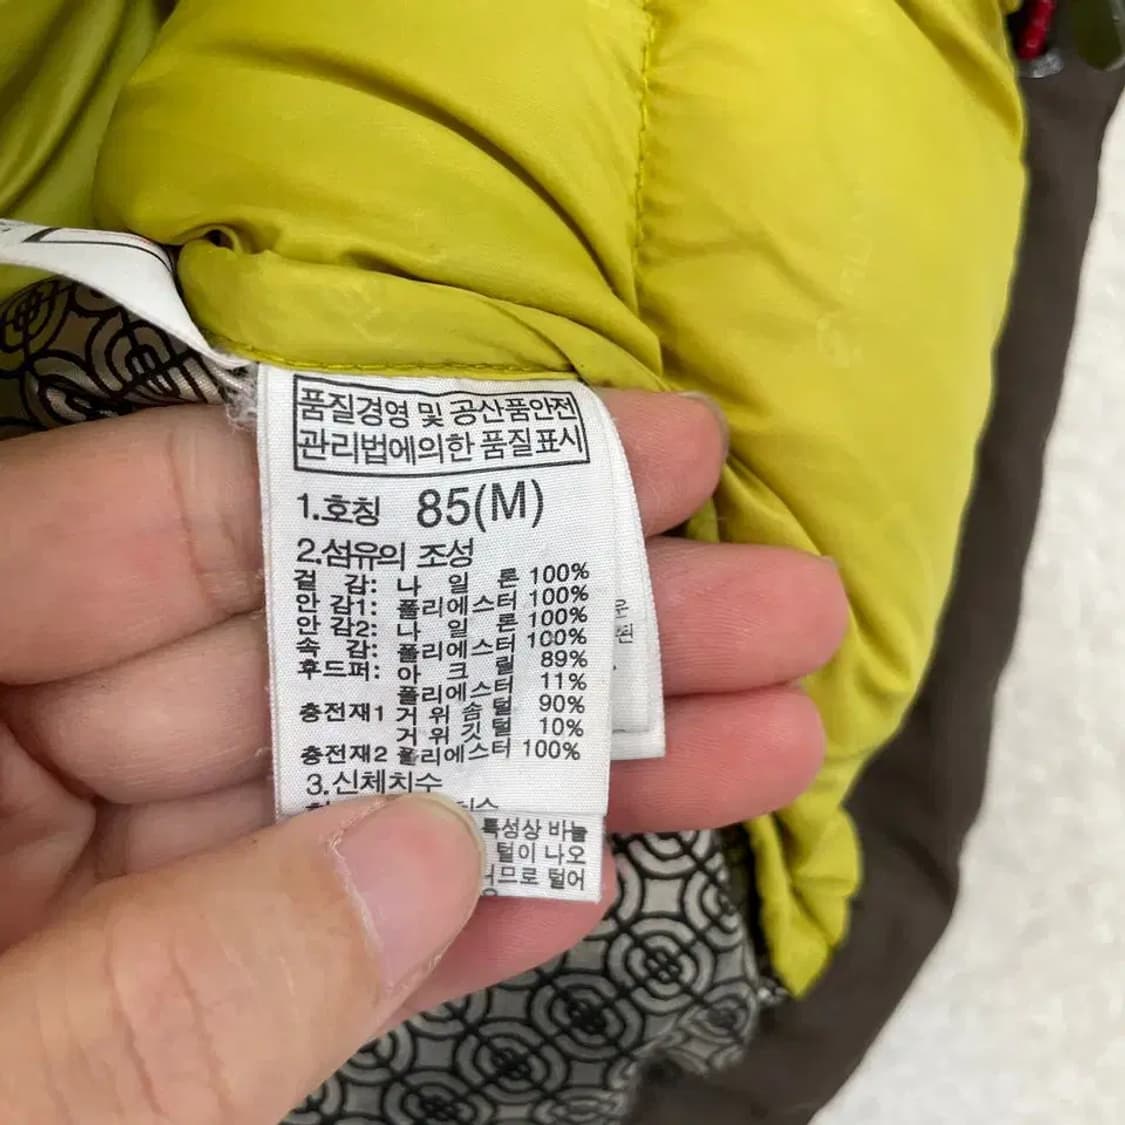 품질경영 및 공산품안전
관리법에의한 품질표시
1.호칭 85(M)
2.섬유의 조성
겉 감: 나 일 론 100%
안 감1: 폴리에스터 100%
안 감2: 나 일 론 100%
속 감: 폴리에스터 100%
후드퍼: 아 크 릴 89%
폴리에스터 11%
충전재1 거 위 솜 털 90%
거 위 깃 털 10%
충전재2 폴리에스터 100%
3.신체치수
특성상 바늘
털이 나오
므로 털어